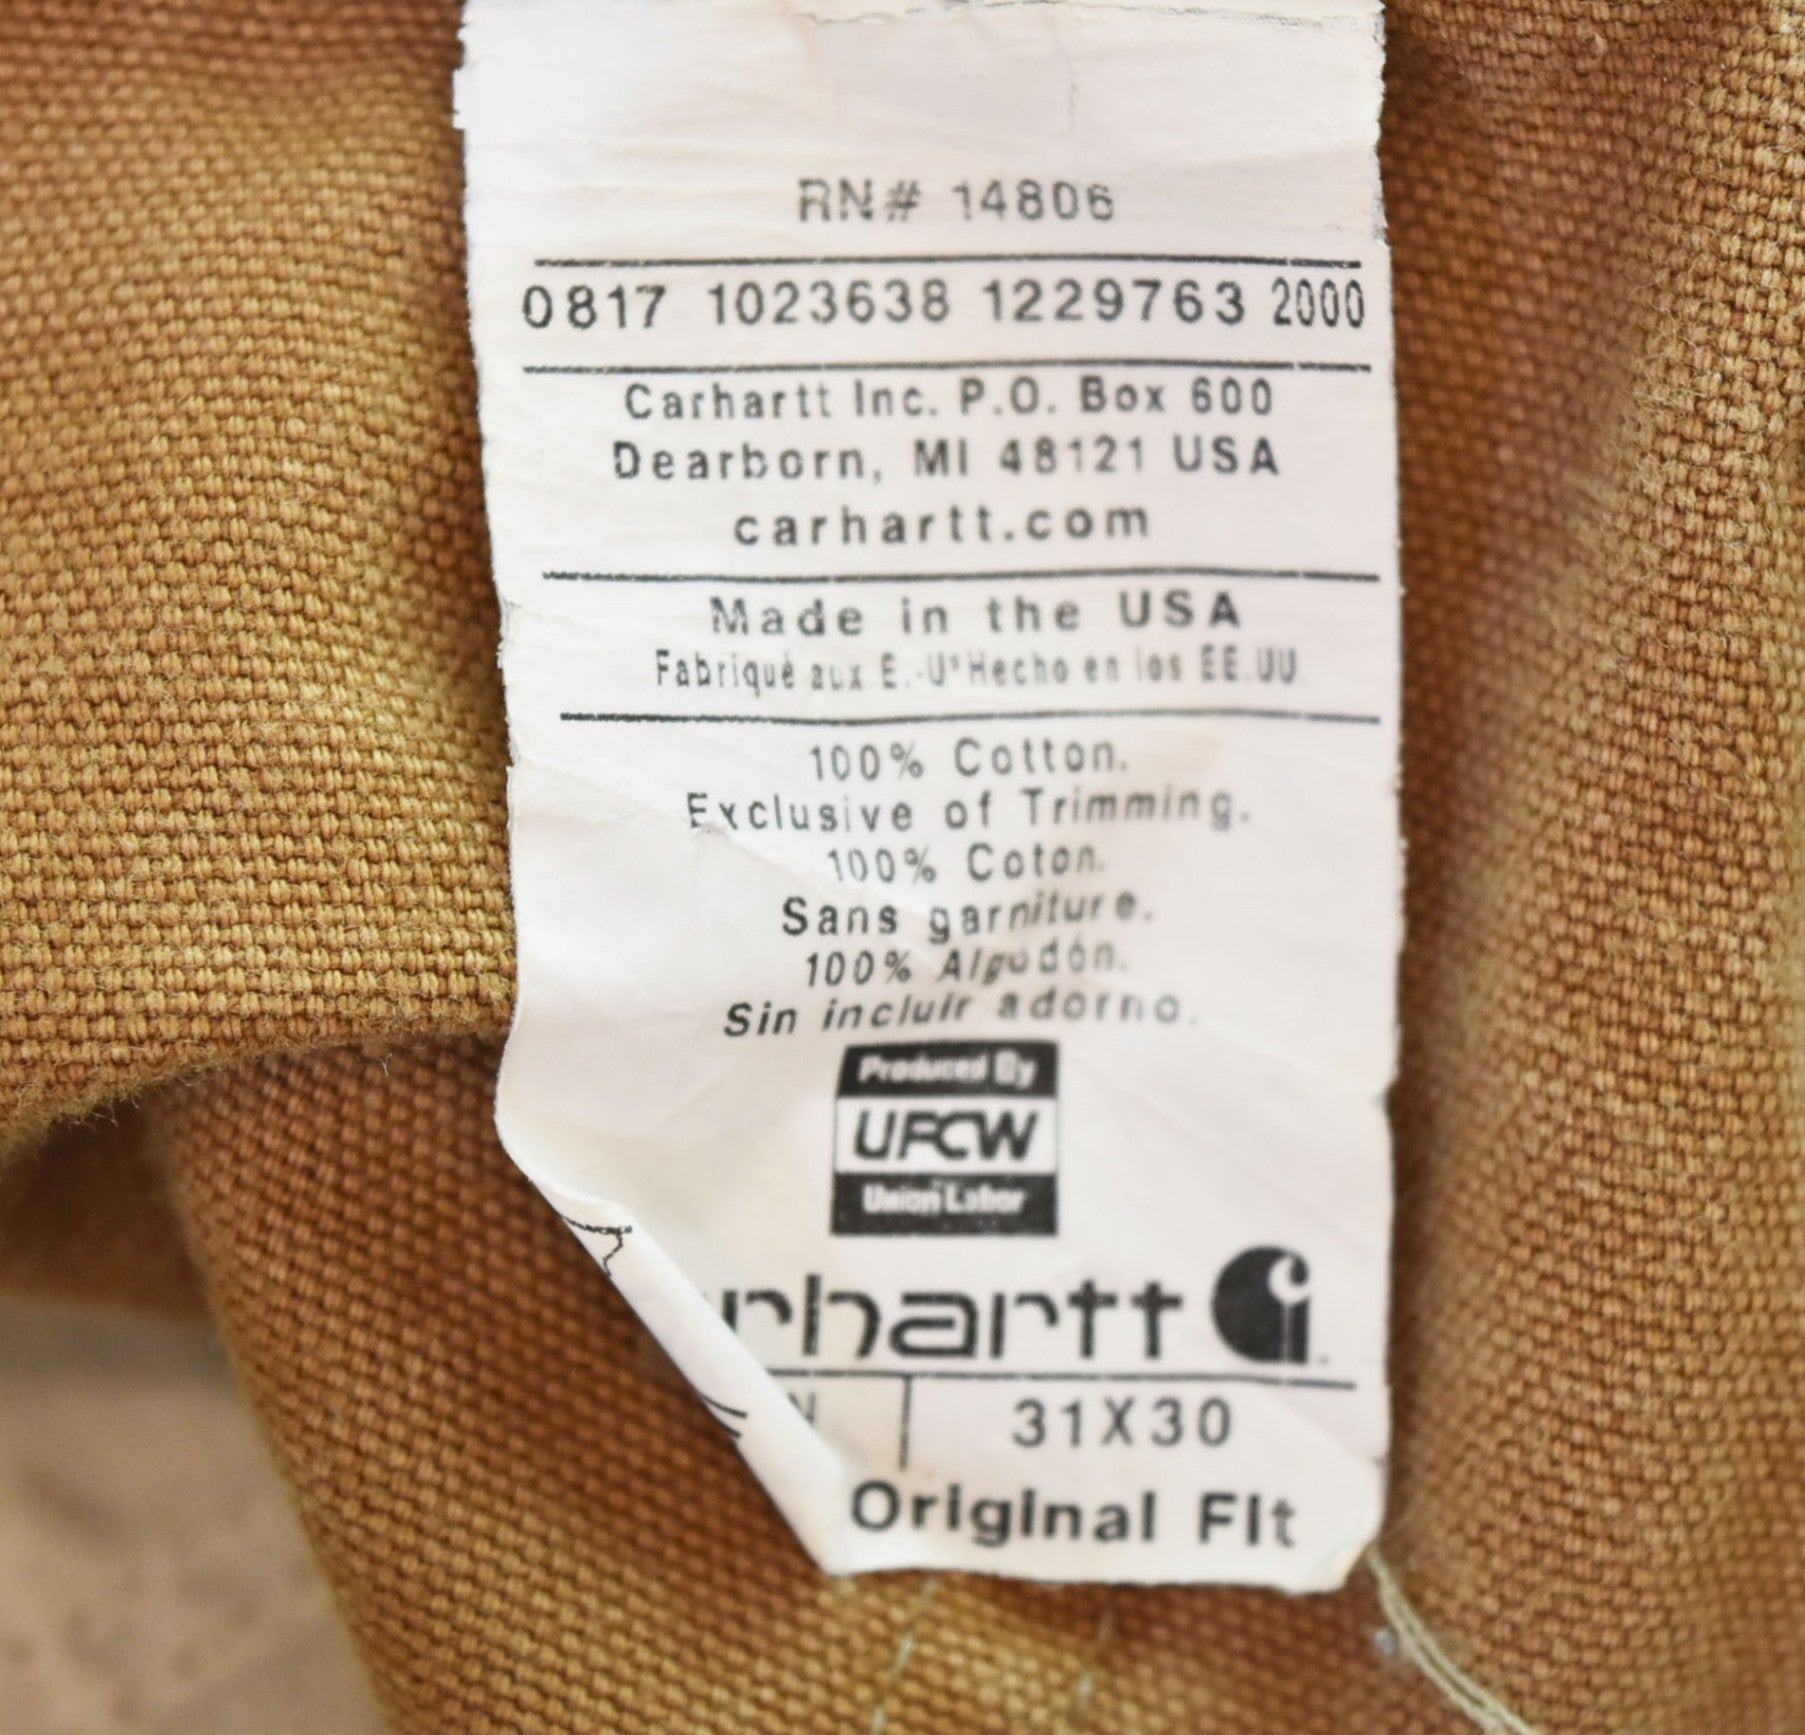 RN# 14806
0817 1023638 1229763 2000
Carhartt Inc. P.O. Box 600
Dearborn, MI 48121 USA
carhartt.com
Made in the USA
Fabriqué aux E.-U*Hecho en los EE.UU
100% Cotton.
Exclusive of Trimming.
100% Coton.
Sans garniture.
100% Algodón.
Sin incluir adorno.
Produced By
UFCW
Union Labor
rhartt
N 31X30
Original Fit